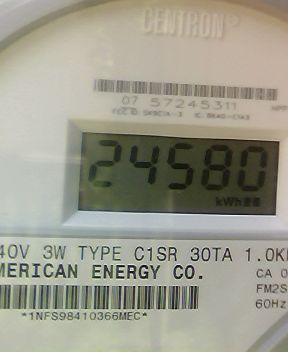 CENTRON®
07 57245311
24580
kWh
40V 3W TYPE C1SR 30TA 1.0K
MERICAN ENERGY CO.
CA 0
FM2S
60Hz
*1NFS98410366MEC*